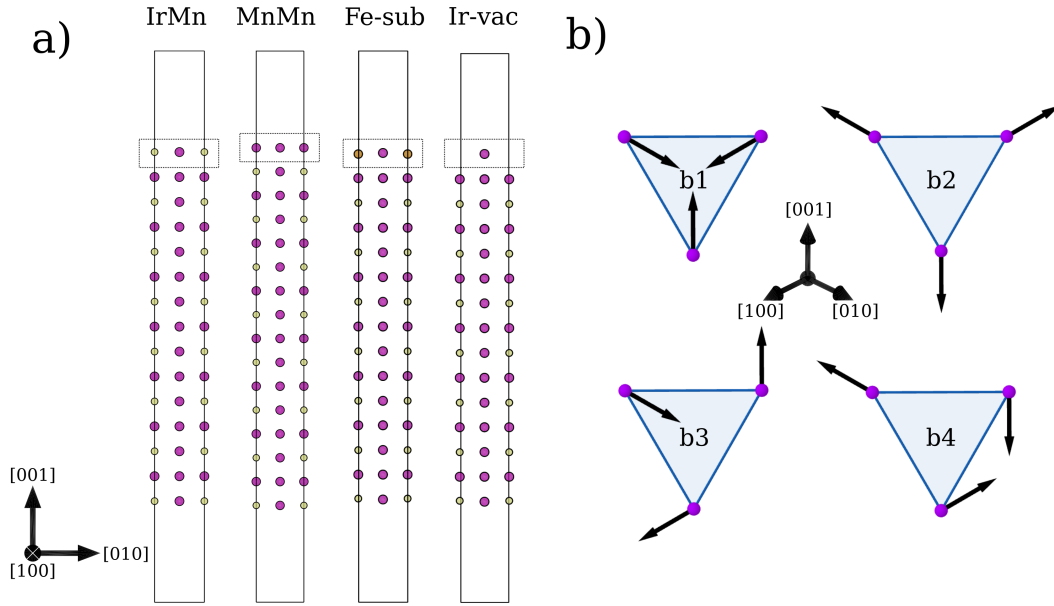 a)
IrMn
MnMn
Fe-sub
Ir-vac
[001]
[010]
[100]
b)
b1
b2
[001]
[100]
[010]
b3
b4